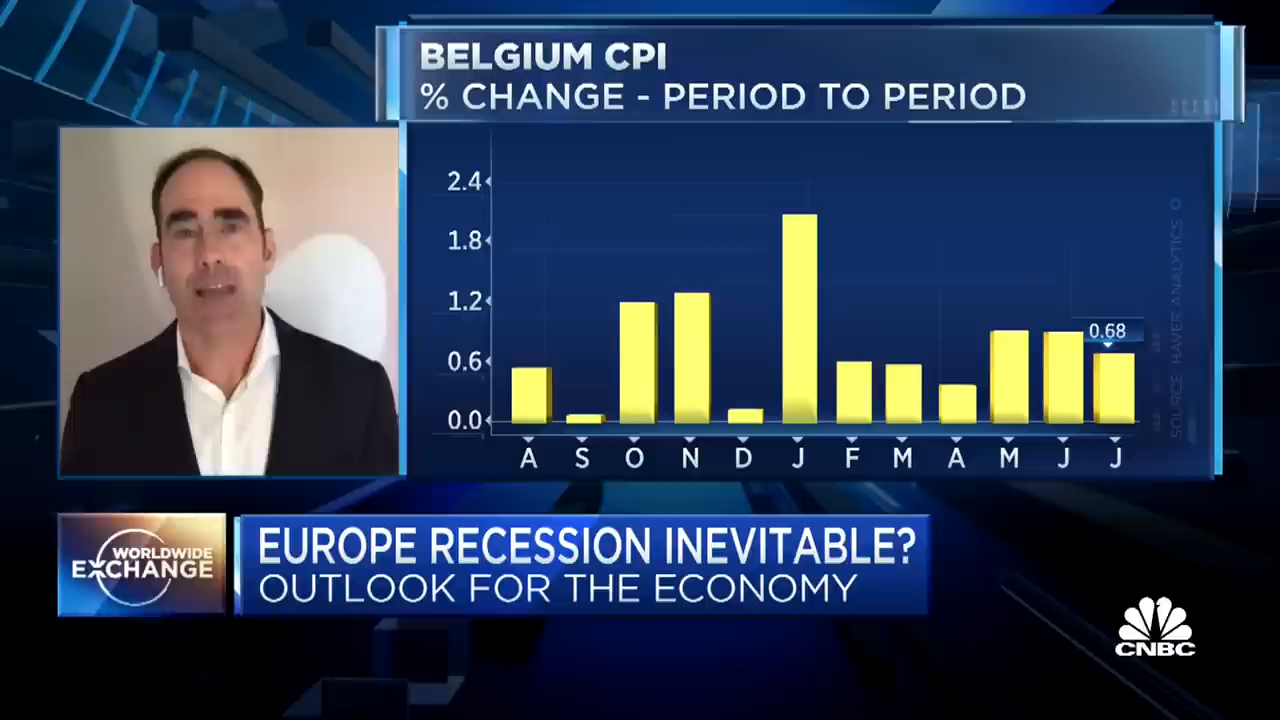 BELGIUM CPI
% CHANGE - PERIOD TO PERIOD
2.4
1.8
1.2
0.6
0.0
0.68
A S O N D J F M A M J J
SOURCE: HAVER ANALYTICS
EUROPE RECESSION INEVITABLE?
OUTLOOK FOR THE ECONOMY
WORLDWIDE
EXCHANGE
CNBC